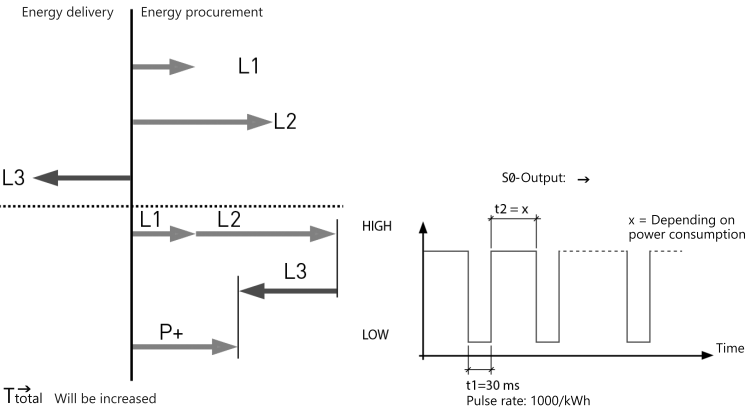 Energy delivery
Energy procurement
L1
L2
L3
L1
L2
L3
P+
T→total Will be increased
S0-Output: →
t2 = x
x = Depending on
power consumption
HIGH
LOW
Time
t1=30 ms
Pulse rate: 1000/kWh